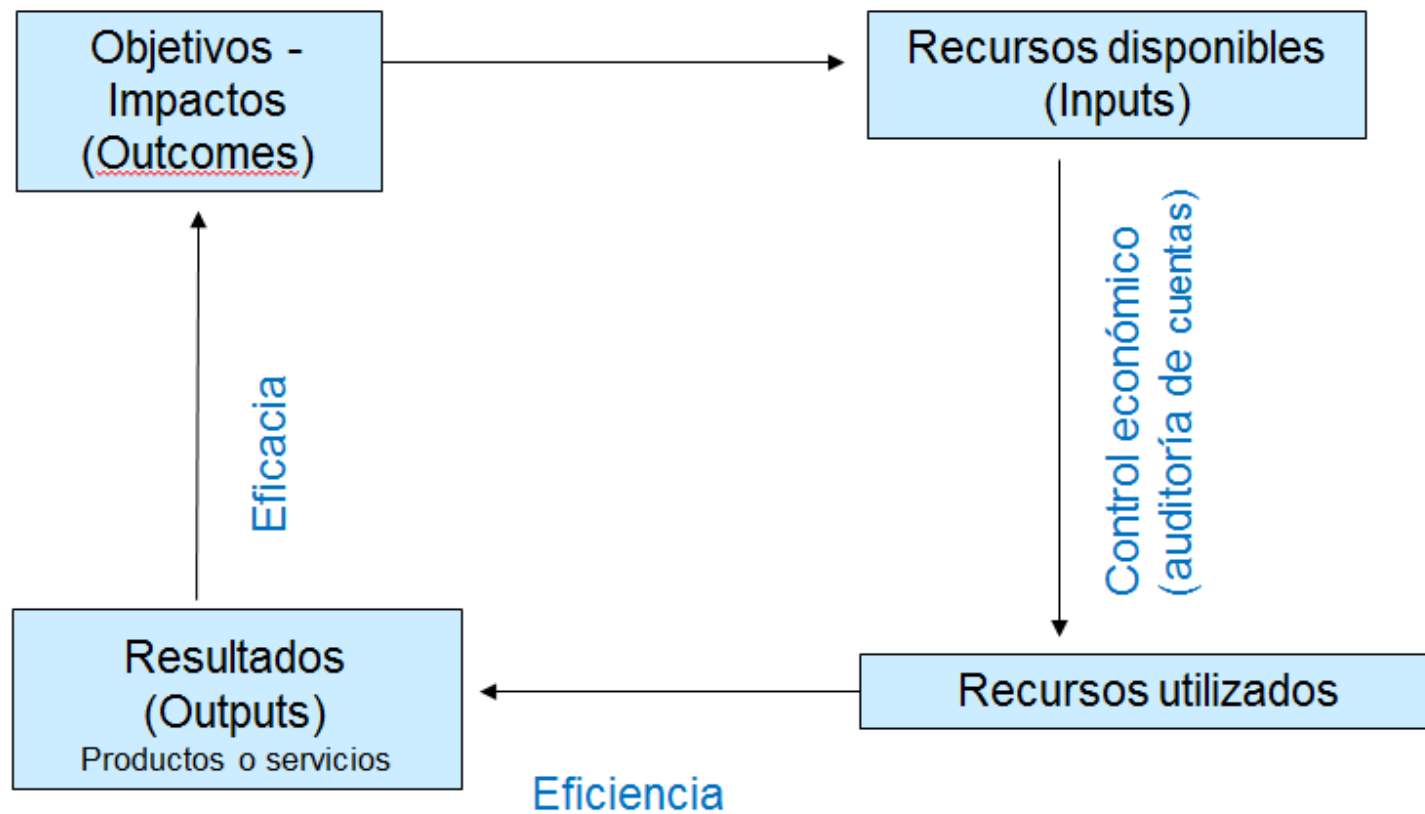 Objetivos -
Impactos
(Outcomes)
Recursos disponibles
(Inputs)
Control económico
(auditoría de cuentas)
Eficacia
Resultados
(Outputs)
Productos o servicios
Recursos utilizados
Eficiencia